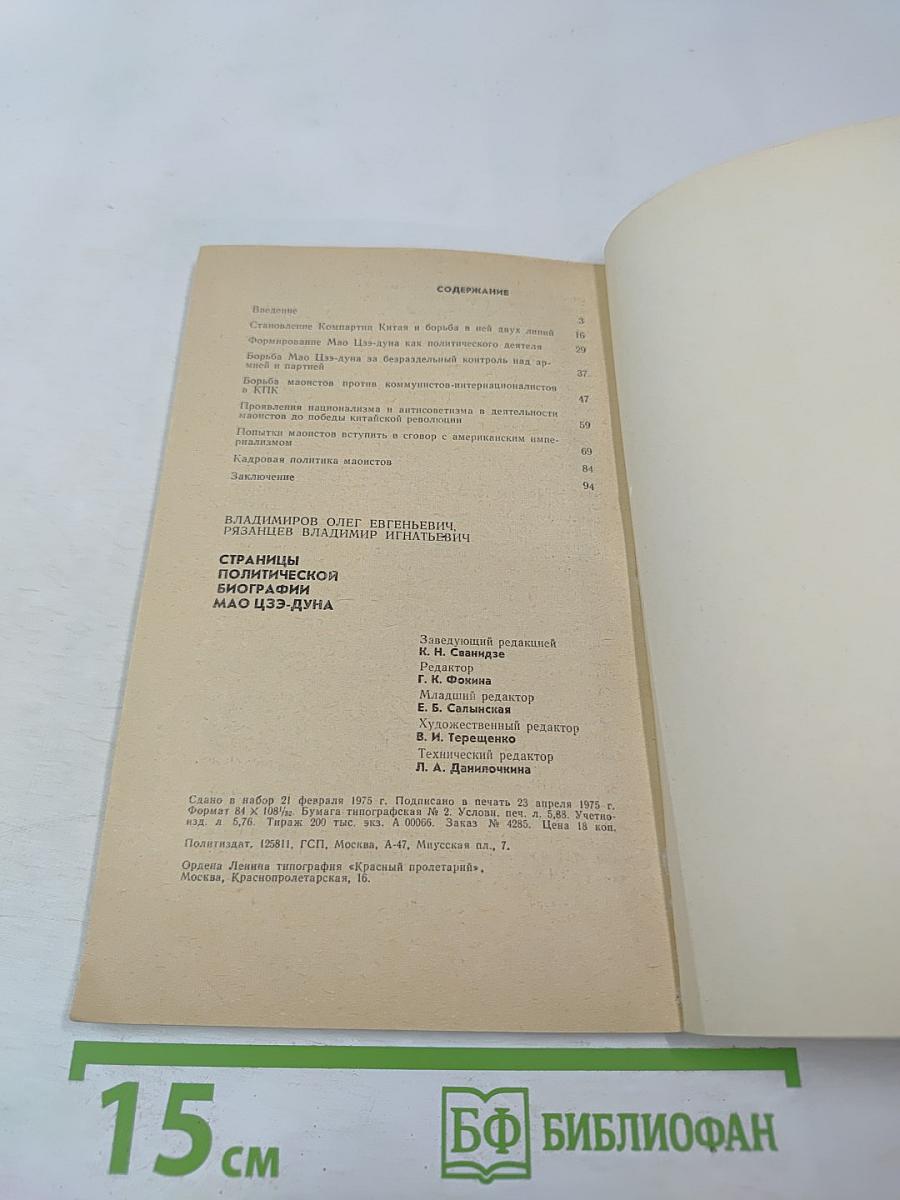 СОДЕРЖАНИЕ
Введение 3
Становление Компартии Китая и борьба в ней двух линий 16
Формирование Мао Цзэ-дуна как политического деятеля 29
Борьба Мао Цзэ-дуна за безраздельный контроль над ар-
мией и партией 37
Борьба маоистов против коммунистов-интернационалистов
в КПК 47
Проявления национализма и антисоветизма в деятельности
маоистов до победы китайской революции 59
Попытки маоистов вступить в сговор с американским импе-
риализмом 69
Кадровая политика маоистов 84
Заключение 94
ВЛАДИМИРОВ ОЛЕГ ЕВГЕНЬЕВИЧ,
РЯЗАНЦЕВ ВЛАДИМИР ИГНАТЬЕВИЧ
СТРАНИЦЫ
ПОЛИТИЧЕСКОЙ
БИОГРАФИИ
МАО ЦЗЭ-ДУНА
Заведующий редакцией
К. Н. Сванидзе
Редактор
Г. К. Фокина
Младший редактор
Е. Б. Салынская
Художественный редактор
В. И. Терещенко
Технический редактор
Л. А. Данилочкина
Сдано в набор 21 февраля 1975 г. Подписано в печать 23 апреля 1975 г.
Формат 84 × 108¹/₃₂. Бумага типографская № 2. Условн. печ. л. 5,88. Учетно-
изд. л 5,76. Тираж 200 тыс. экз. А 00066. Заказ № 4285. Цена 18 коп.
Политиздат, 125811, ГСП, Москва, А-47, Миусская пл., 7.
Ордена Ленина типография «Красный пролетарий».
Москва, Краснопролетарская, 16.
15 см
БФ БИБЛИОФАН